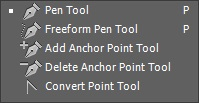 Pen Tool P
Freeform Pen Tool P
Add Anchor Point Tool
Delete Anchor Point Tool
Convert Point Tool